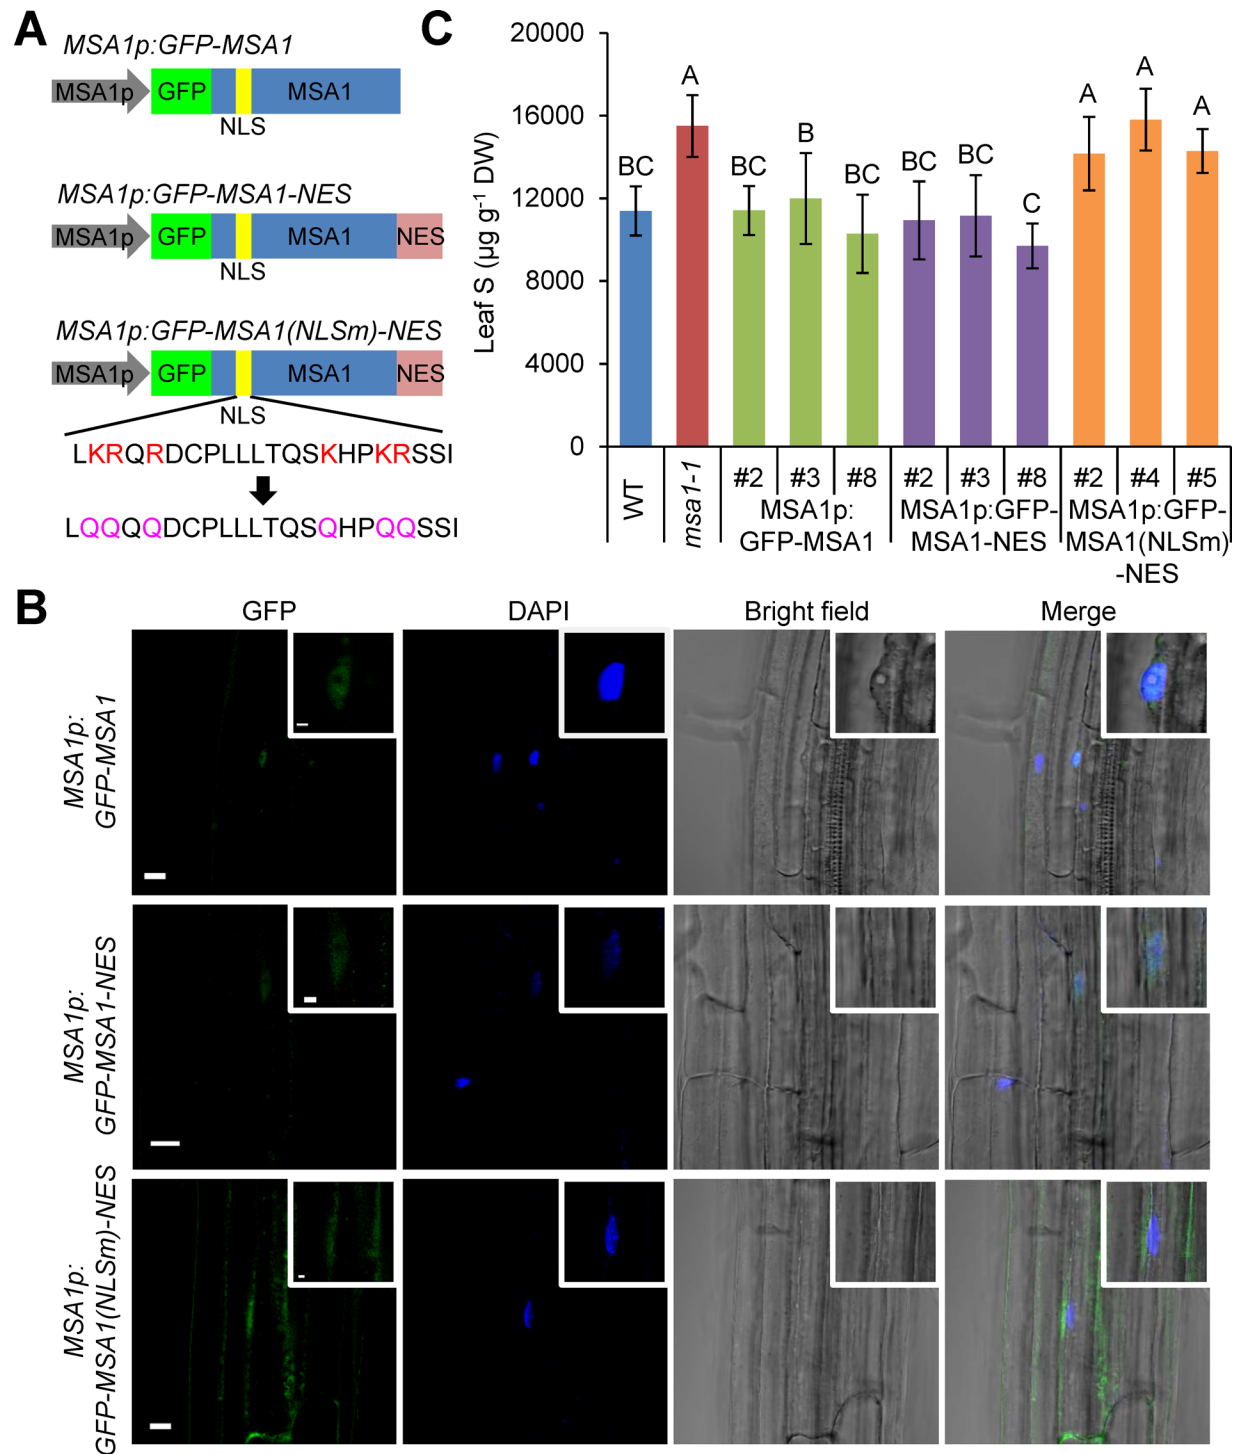 A
MSA1p:GFP-MSA1
MSA1p GFP MSA1
NLS
MSA1p:GFP-MSA1-NES
MSA1p GFP MSA1 NES
NLS
MSA1p:GFP-MSA1(NLSm)-NES
MSA1p GFP MSA1 NES
NLS
LKRQRDCPLLLTQSKHPKRSSI
LQQQQDCPLLLTQSQHPQQSSI
C
Leaf S (µg g-1 DW)
20000
16000
12000
8000
4000
0
BC
A
BC
B
BC
BC
BC
C
A
A
A
WT
msa1-1
#2 #3 #8
MSA1p:
GFP-MSA1
#2 #3 #8
MSA1p:GFP-
MSA1-NES
#2 #4 #5
MSA1p:GFP-
MSA1(NLSm)
-NES
B
GFP DAPI Bright field Merge
MSA1p:
GFP-MSA1
MSA1p:
GFP-MSA1-NES
MSA1p:
GFP-MSA1(NLSm)-NES